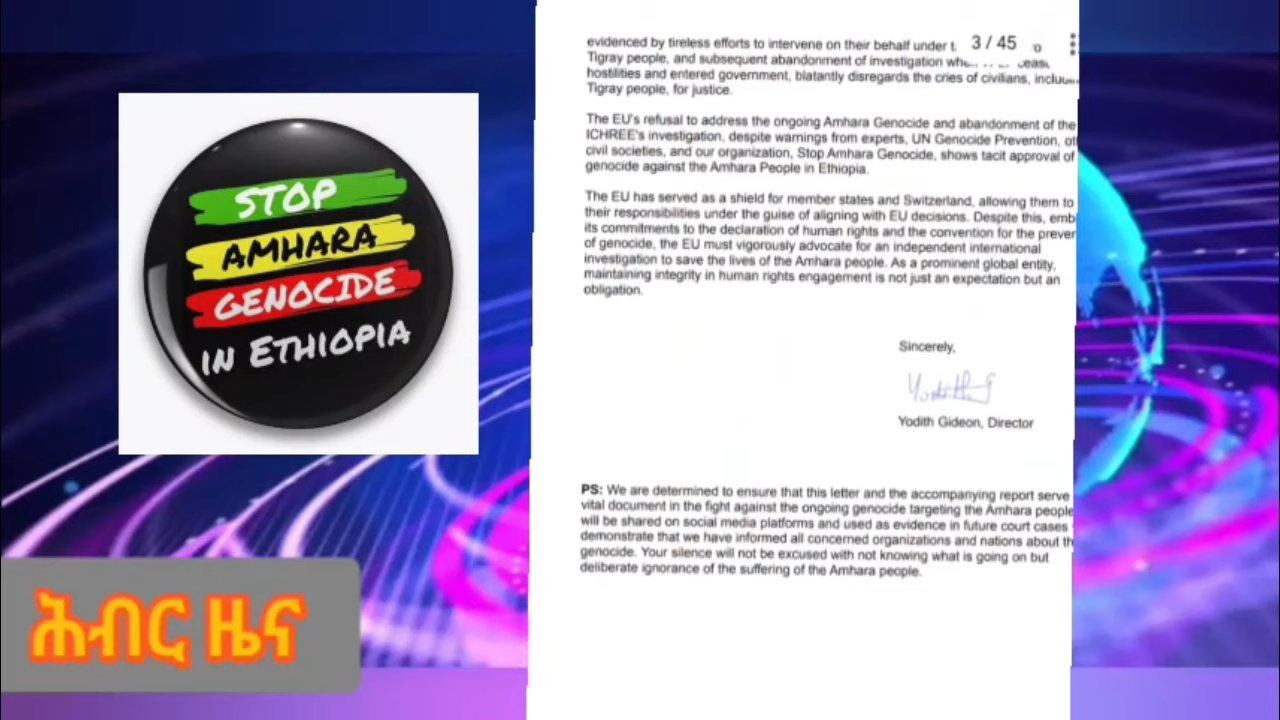 STOP
AMHARA
GENOCIDE
IN ETHIOPIA
ሕብር ዜና
3 / 45
evidenced by tireless efforts to intervene on their behalf under
Tigray people, and subsequent abandonment of investigation
hostilities and entered government, blatantly disregards the cries of civilians,
Tigray people, for justice.
The EU's refusal to address the ongoing Amhara Genocide and abandonment of the
ICHREE's investigation, despite warnings from experts, UN Genocide Prevention,
civil societies, and our organization, Stop Amhara Genocide, shows tacit approval of
genocide against the Amhara People in Ethiopia.
The EU has served as a shield for member states and Switzerland, allowing them to
their responsibilities under the guise of aligning with EU decisions. Despite this,
its commitments to the declaration of human rights and the convention for the
of genocide, the EU must vigorously advocate for an independent international
investigation to save the lives of the Amhara people. As a prominent global entity,
maintaining integrity in human rights engagement is not just an expectation but an
obligation.
Sincerely,
Yodith Gideon, Director
PS: We are determined to ensure that this letter and the accompanying report serve
vital document in the fight against the ongoing genocide targeting the Amhara people
will be shared on social media platforms and used as evidence in future court cases
demonstrate that we have informed all concerned organizations and nations about
genocide. Your silence will not be excused with not knowing what is going on but
deliberate ignorance of the suffering of the Amhara people.